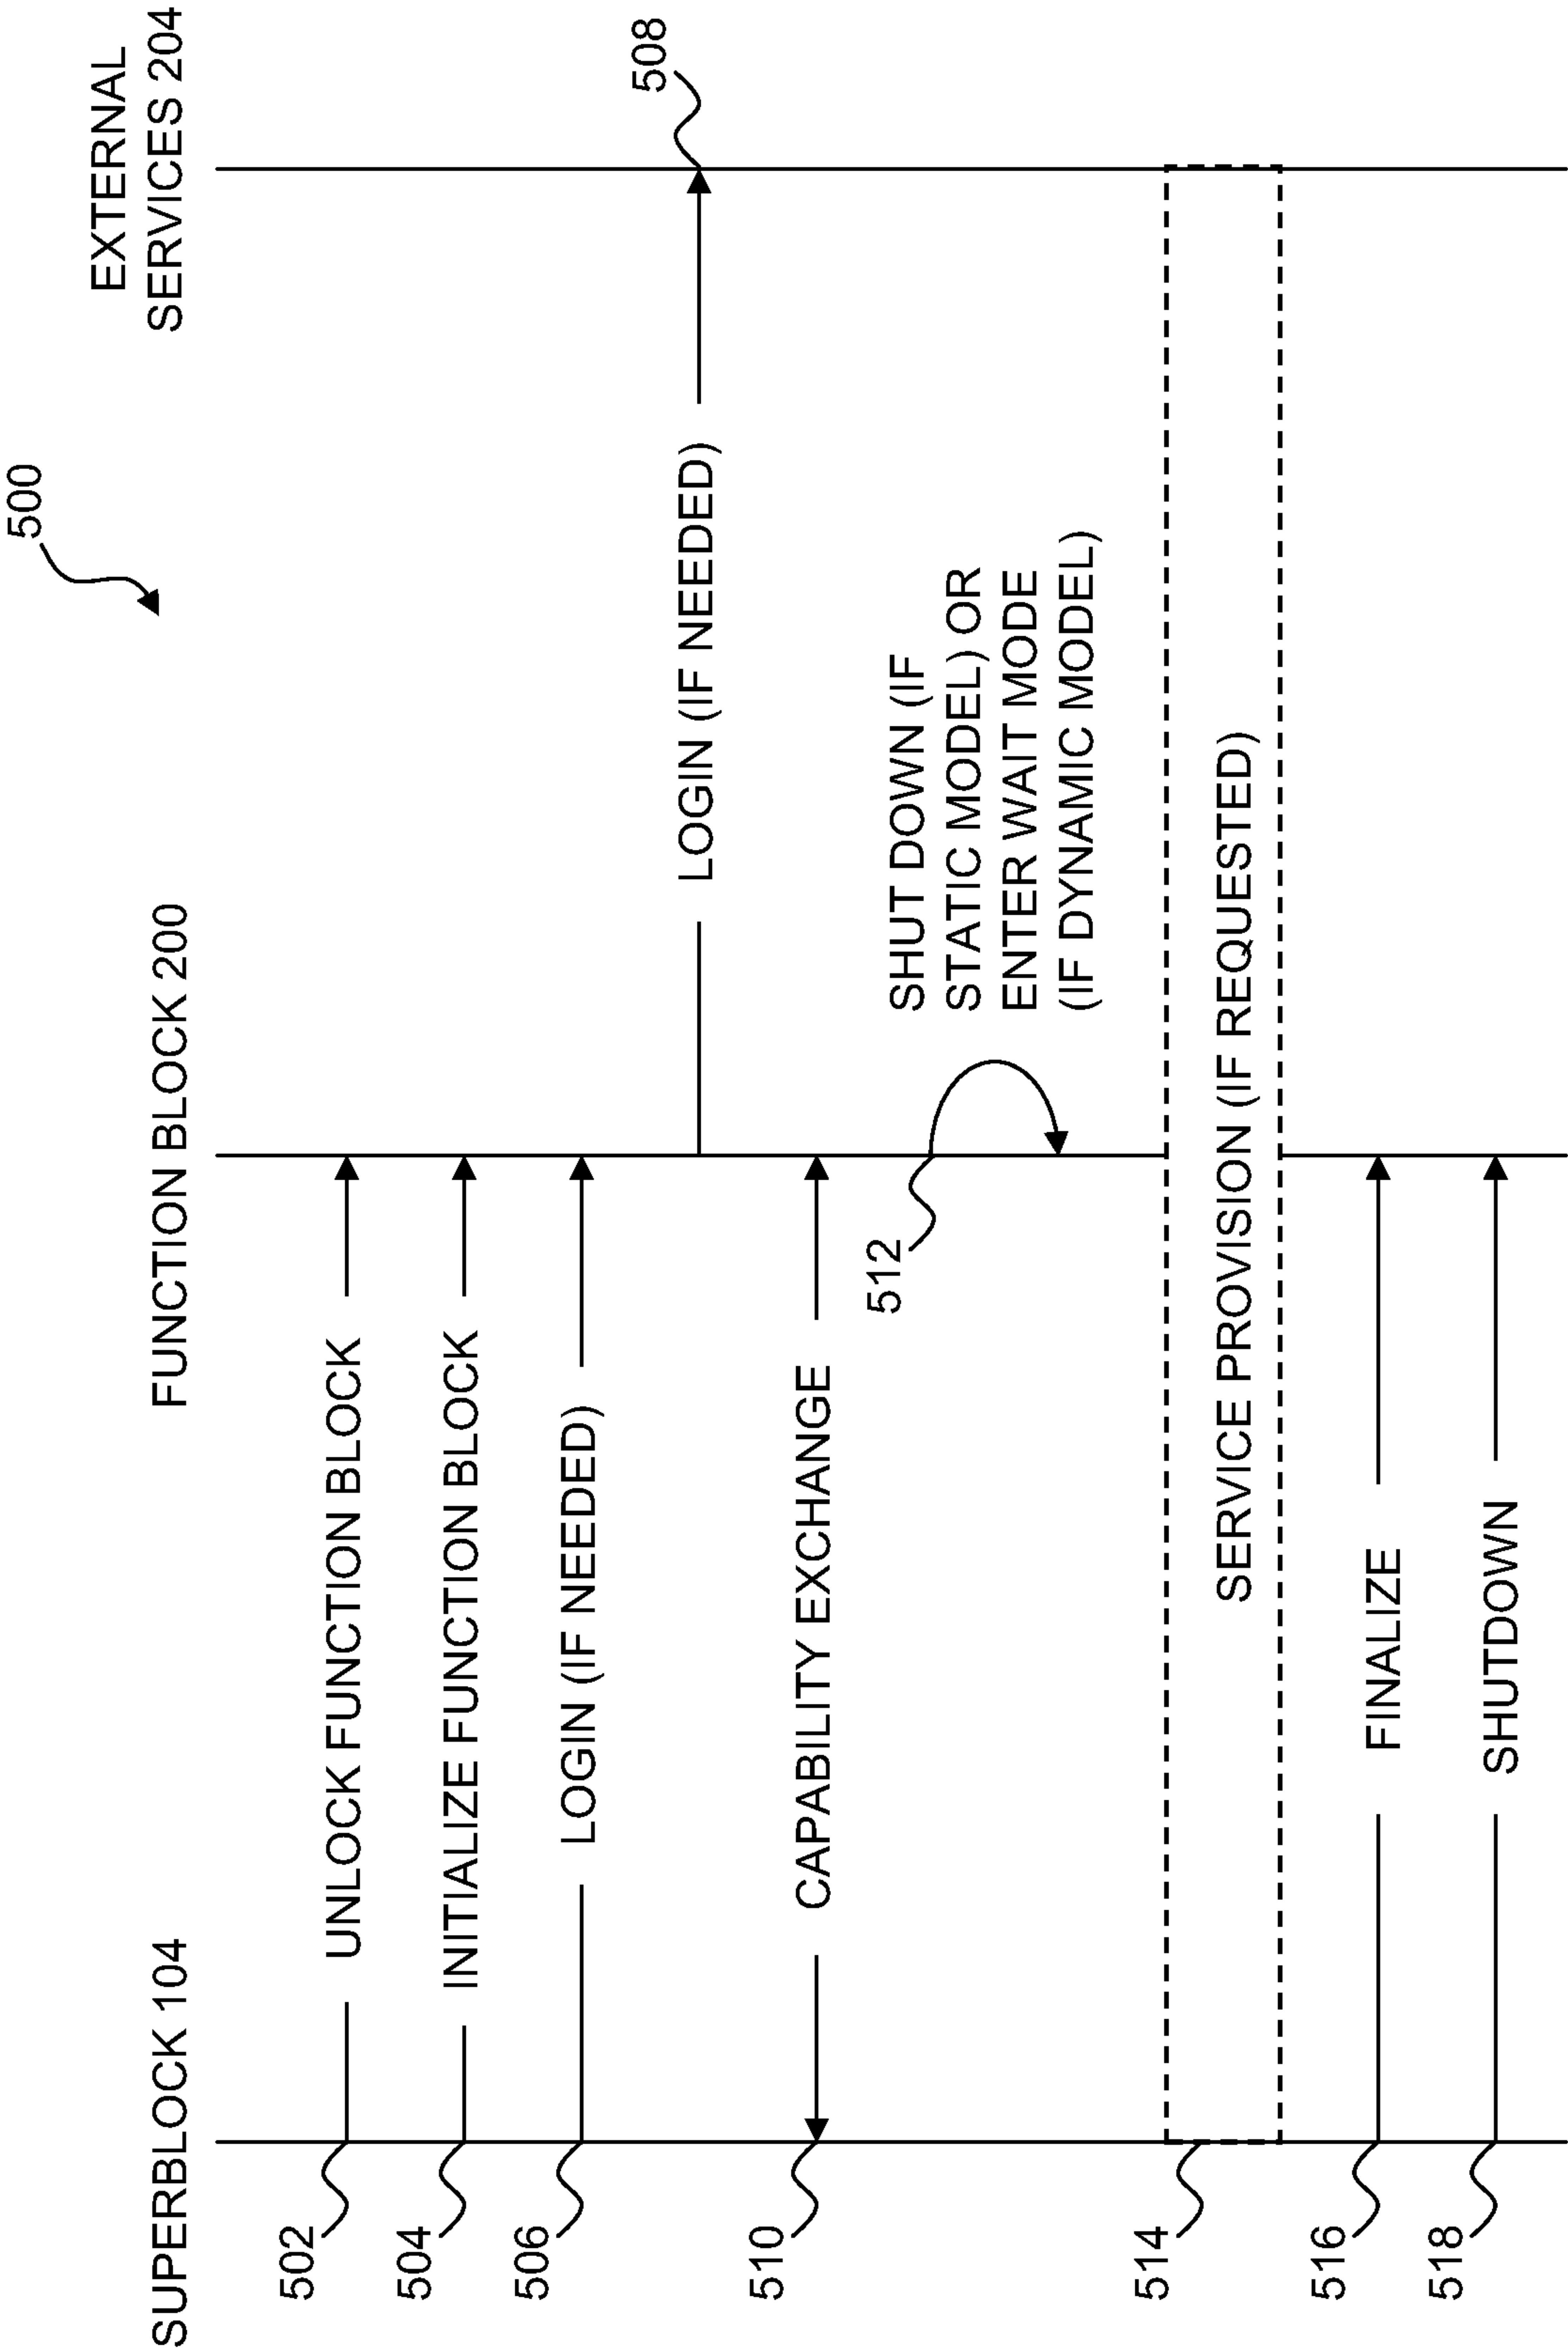 500
SUPERBLOCK 104
FUNCTION BLOCK 200
EXTERNAL
SERVICES 204
502
UNLOCK FUNCTION BLOCK
504
INITIALIZE FUNCTION BLOCK
506
LOGIN (IF NEEDED)
LOGIN (IF NEEDED)
508
510
CAPABILITY EXCHANGE
512
SHUT DOWN (IF
STATIC MODEL) OR
ENTER WAIT MODE
(IF DYNAMIC MODEL)
514
SERVICE PROVISION (IF REQUESTED)
516
FINALIZE
518
SHUTDOWN